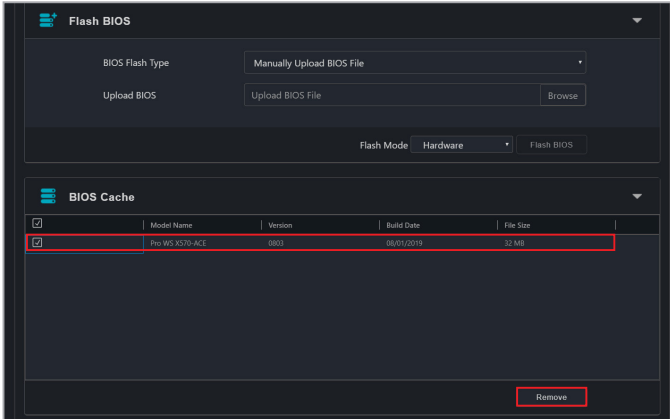 Flash BIOS
BIOS Flash Type Manually Upload BIOS File
Upload BIOS Upload BIOS File Browse
Flash Mode Hardware Flash BIOS
BIOS Cache
Model Name Version Build Date File Size
Pro WS X570-ACE 0803 08/01/2019 32 MB
Remove